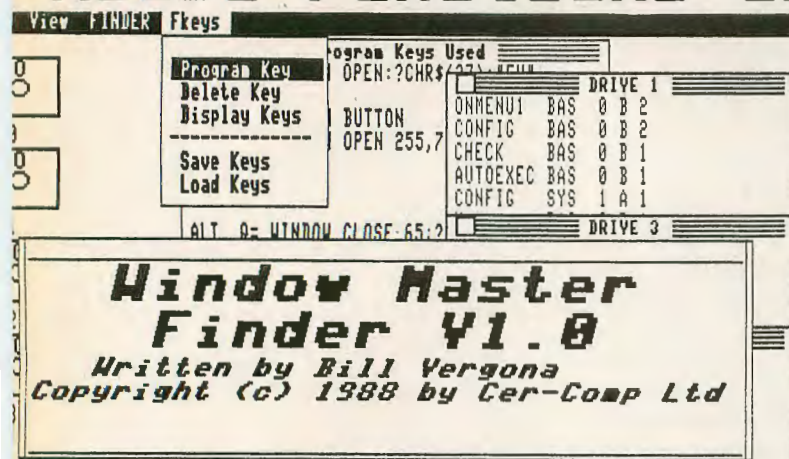 View FINDER Fkeys
Program Key
Delete Key
Display Keys
Save Keys
Load Keys
ogram Keys Used
OPEN:?CHR$
BUTTON
OPEN 255,7
ALT A= WINDOW CLOSE:65:?
DRIVE 1
ONMENU1 BAS 0 B 2
CONFIG BAS 0 B 2
CHECK BAS 0 B 1
AUTOEXEC BAS 0 B 1
CONFIG SYS 1 A 1
DRIVE 3
Window Master
Finder V1.0
Written by Bill Vergona
Copyright (c) 1988 by Cer-Comp Ltd